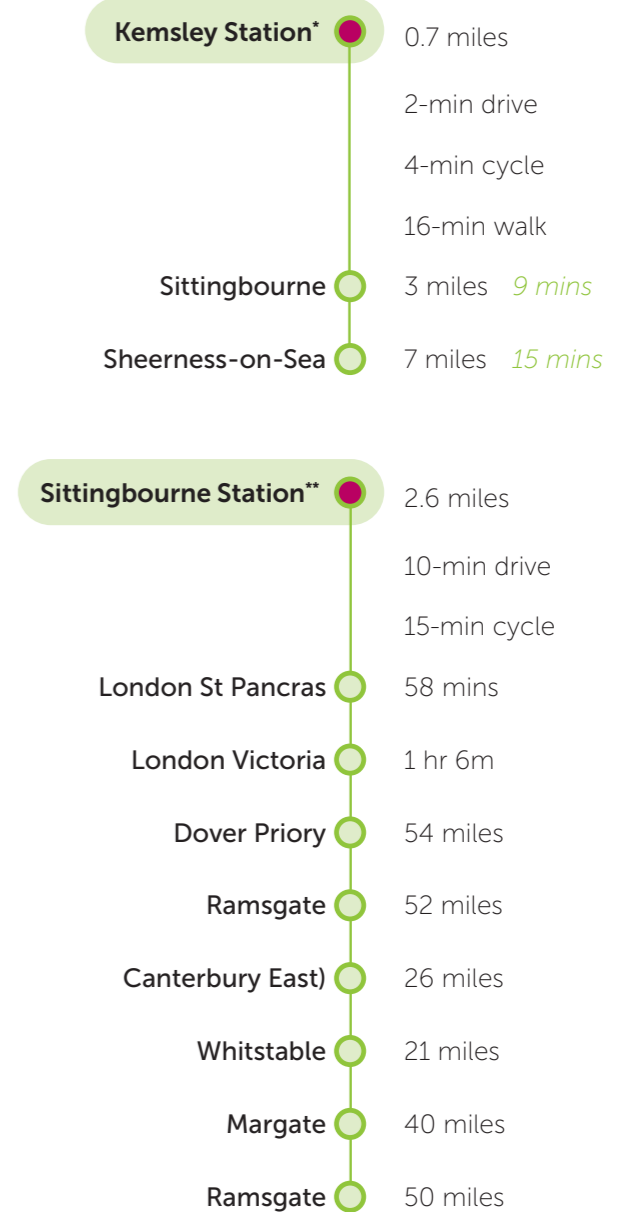 Kemsley Station* 0.7 miles
2-min drive
4-min cycle
16-min walk
Sittingbourne 3 miles 9 mins
Sheerness-on-Sea 7 miles 15 mins
Sittingbourne Station** 2.6 miles
10-min drive
15-min cycle
London St Pancras 58 mins
London Victoria 1 hr 6m
Dover Priory 54 miles
Ramsgate 52 miles
Canterbury East) 26 miles
Whitstable 21 miles
Margate 40 miles
Ramsgate 50 miles